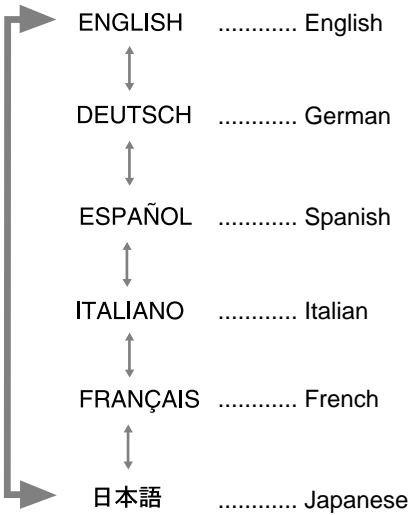 ENGLISH ............ English
DEUTSCH ............ German
ESPAÑOL ............ Spanish
ITALIANO ............ Italian
FRANÇAIS ............ French
日本語 ............ Japanese